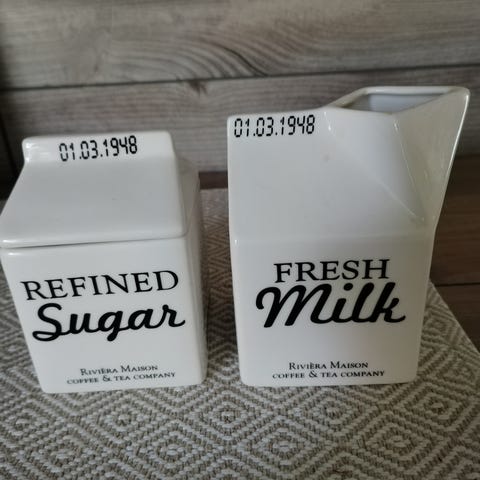 01.03.1948
REFINED
Sugar
RIVIÈRA MAISON
COFFEE & TEA COMPANY
01.03.1948
FRESH
Milk
RIVIÈRA MAISON
COFFEE & TEA COMPANY